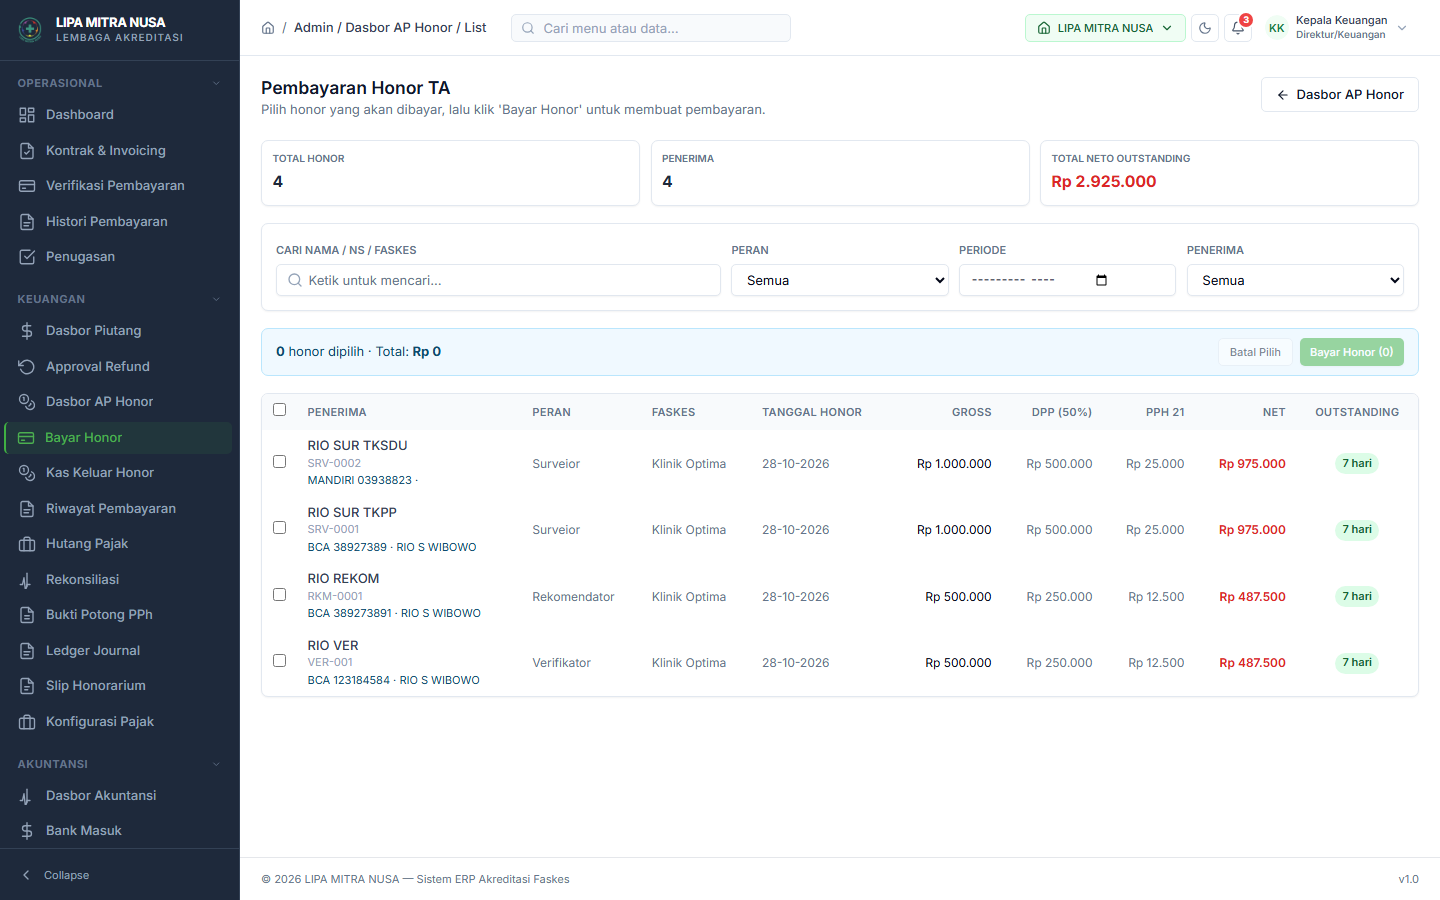 LIPA MITRA NUSA
LEMBAGA AKREDITASI
OPERASIONAL
Dashboard
Kontrak & Invoicing
Verifikasi Pembayaran
Histori Pembayaran
Penugasan
KEUANGAN
Dasbor Piutang
Approval Refund
Dasbor AP Honor
Bayar Honor
Kas Keluar Honor
Riwayat Pembayaran
Hutang Pajak
Rekonsiliasi
Bukti Potong PPh
Ledger Journal
Slip Honorarium
Konfigurasi Pajak
AKUNTANSI
Dasbor Akuntansi
Bank Masuk
Collapse
/ Admin / Dasbor AP Honor / List
Cari menu atau data...
LIPA MITRA NUSA
3
KK
Kepala Keuangan
Direktur/Keuangan
Pembayaran Honor TA
Pilih honor yang akan dibayar, lalu klik 'Bayar Honor' untuk membuat pembayaran.
Dasbor AP Honor
TOTAL HONOR
4
PENERIMA
4
TOTAL NETO OUTSTANDING
Rp 2.925.000
CARI NAMA / NS / FASKES PERAN PERIODE PENERIMA
Ketik untuk mencari... Semua --------- ---- Semua
0 honor dipilih · Total: Rp 0 Batal Pilih Bayar Honor (0)
PENERIMA PERAN FASKES TANGGAL HONOR GROSS DPP (50%) PPH 21 NET OUTSTANDING
RIO SUR TKSDU
SRV-0002 Surveior Klinik Optima 28-10-2026 Rp 1.000.000 Rp 500.000 Rp 25.000 Rp 975.000 7 hari
MANDIRI 03938823 ·
RIO SUR TKPP
SRV-0001 Surveior Klinik Optima 28-10-2026 Rp 1.000.000 Rp 500.000 Rp 25.000 Rp 975.000 7 hari
BCA 38927389 · RIO S WIBOWO
RIO REKOM
RKM-0001 Rekomendator Klinik Optima 28-10-2026 Rp 500.000 Rp 250.000 Rp 12.500 Rp 487.500 7 hari
BCA 389273891 · RIO S WIBOWO
RIO VER
VER-001 Verifikator Klinik Optima 28-10-2026 Rp 500.000 Rp 250.000 Rp 12.500 Rp 487.500 7 hari
BCA 123184584 · RIO S WIBOWO
© 2026 LIPA MITRA NUSA — Sistem ERP Akreditasi Faskes v1.0